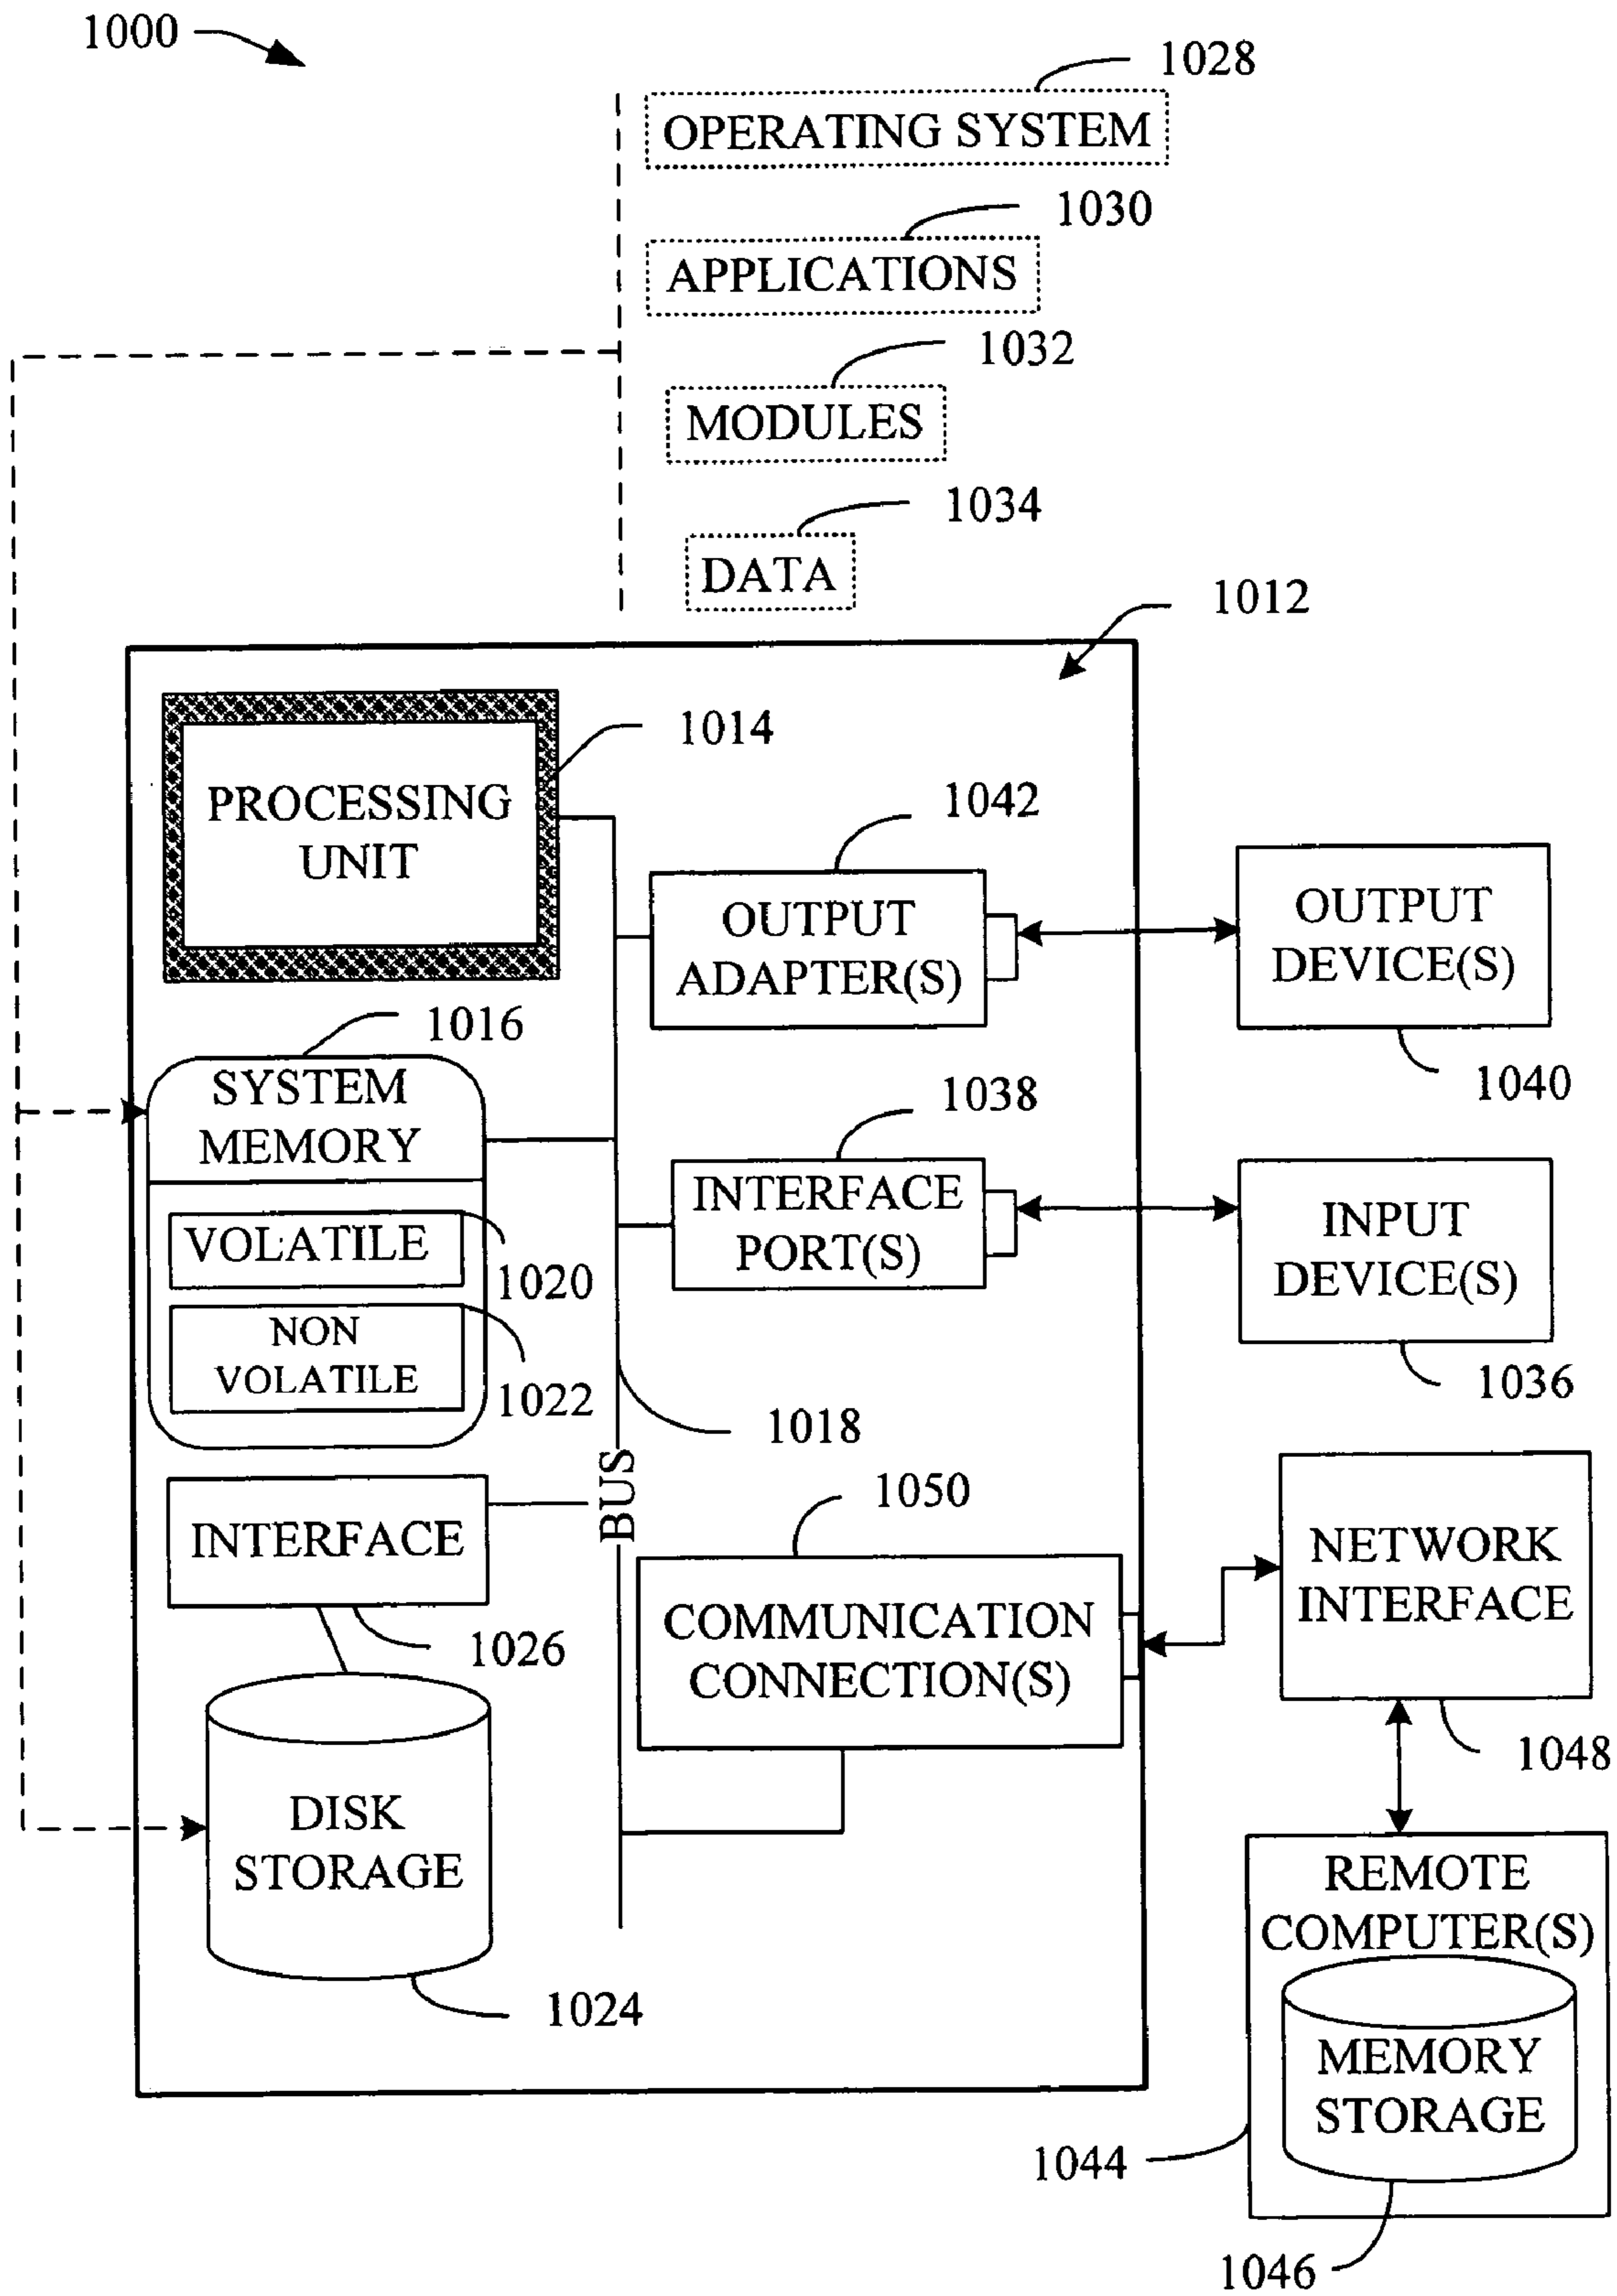 1000
1028
OPERATING SYSTEM
1030
APPLICATIONS
1032
MODULES
1034
DATA
1012
1014
PROCESSING
UNIT
1042
OUTPUT
ADAPTER(S)
OUTPUT
DEVICE(S)
1040
1016
SYSTEM
MEMORY
VOLATILE
1020
NON
VOLATILE
1022
1038
INTERFACE
PORT(S)
INPUT
DEVICE(S)
1036
1018
BUS
INTERFACE
1026
1050
COMMUNICATION
CONNECTION(S)
NETWORK
INTERFACE
1048
DISK
STORAGE
1024
REMOTE
COMPUTER(S)
MEMORY
STORAGE
1044
1046